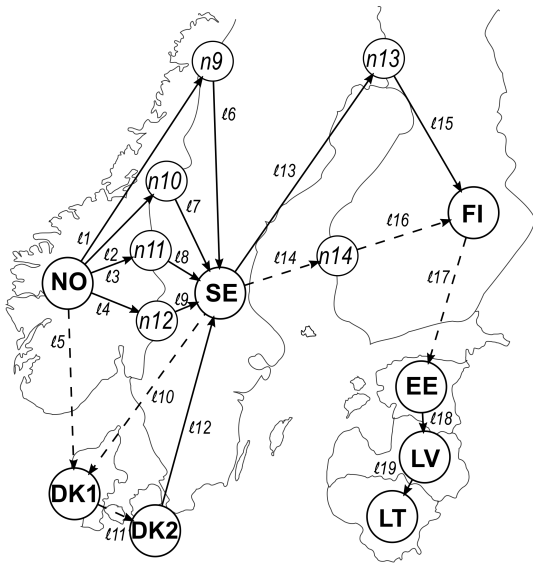 n9
n13
ℓ6
ℓ15
ℓ13
n10
ℓ7
ℓ1
FI
ℓ16
ℓ2
n11
ℓ8
n14
ℓ14
ℓ3
NO
SE
ℓ17
ℓ4
ℓ9
n12
ℓ5
ℓ10
EE
ℓ12
ℓ18
LV
ℓ19
DK1
LT
ℓ11
DK2